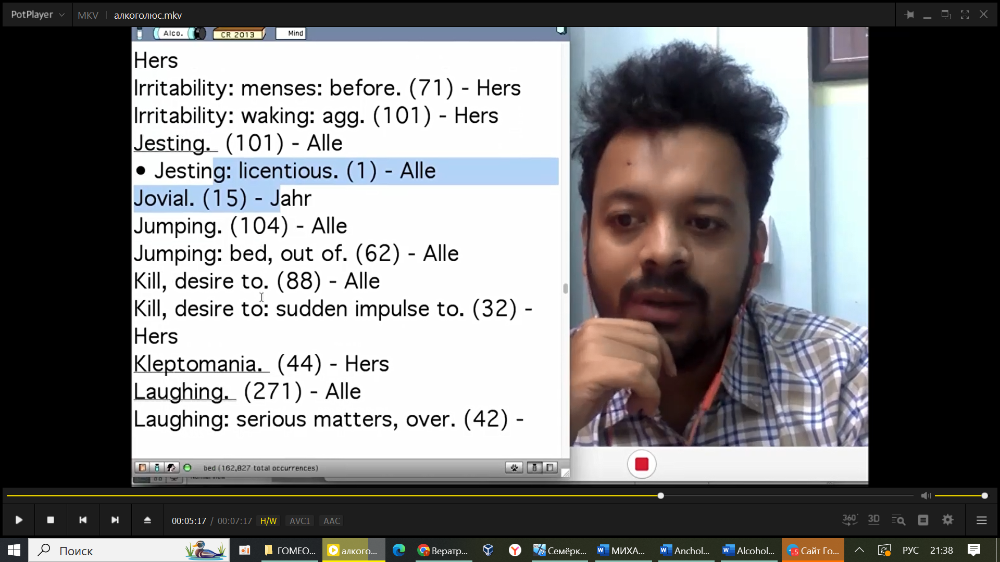 PotPlayer
MKV
алкоголюс.mkv
Alco.
CR 2013
Mind
Hers
Irritability: menses: before. (71) - Hers
Irritability: waking: agg. (101) - Hers
Jesting. (101) - Alle
• Jesting: licentious. (1) - Alle
Jovial. (15) - Jahr
Jumping. (104) - Alle
Jumping: bed, out of. (62) - Alle
Kill, desire to. (88) - Alle
Kill, desire to: sudden impulse to. (32) -
Hers
Kleptomania. (44) - Hers
Laughing. (271) - Alle
Laughing: serious matters, over. (42) -
bed (162,827 total occurrences)
00:05:17 / 00:07:17 H/W AVC1 AAC
360° 3D
Поиск
ГОМЕО...
алкого...
Вератр...
Семёрк...
МИХА...
Anchol...
Alcohol...
Сайт Го...
РУС
21:38